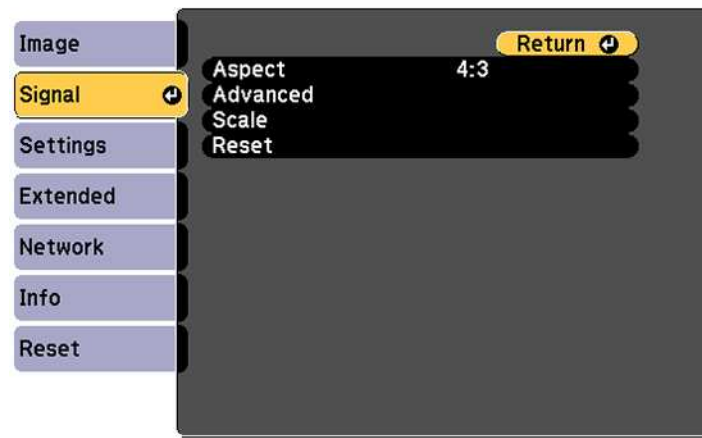 Image
Signal
Settings
Extended
Network
Info
Reset
Return
Aspect 4:3
Advanced
Scale
Reset